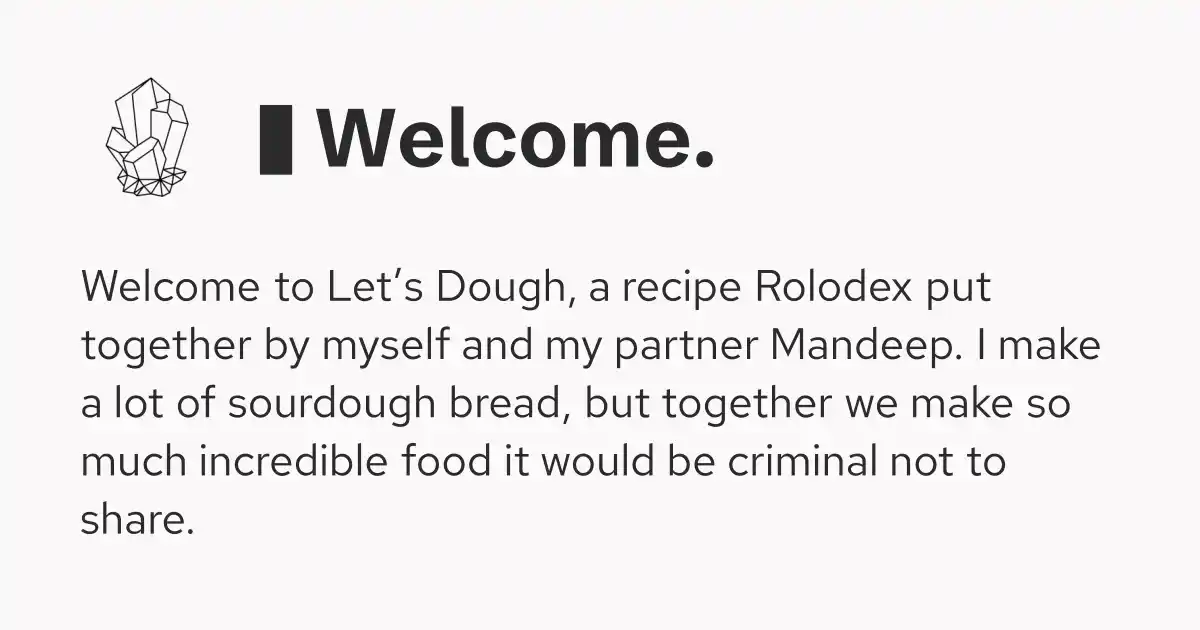 Welcome.
Welcome to Let’s Dough, a recipe Rolodex put
together by myself and my partner Mandeep. I make
a lot of sourdough bread, but together we make so
much incredible food it would be criminal not to
share.